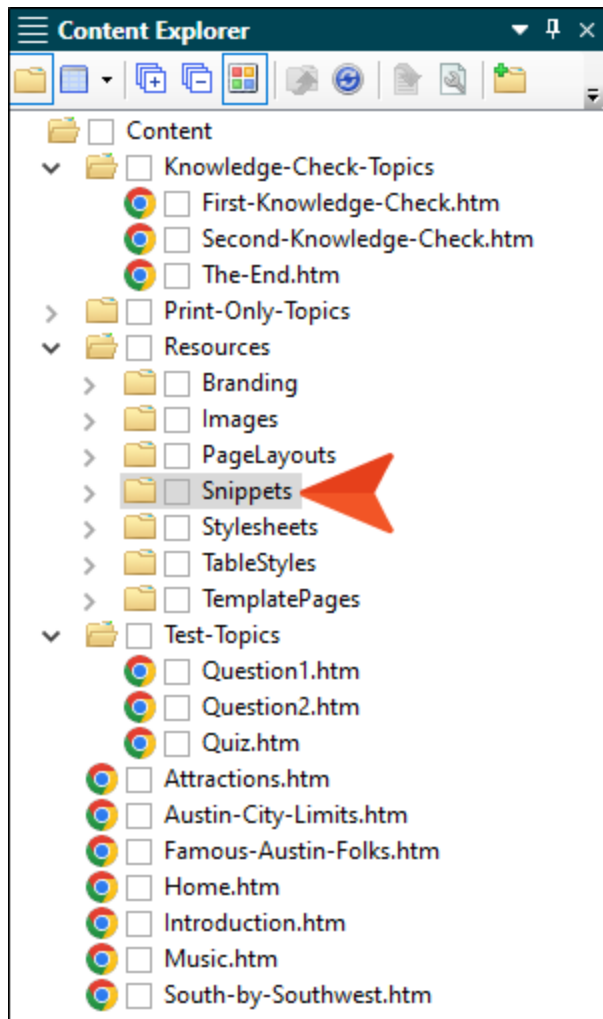 Content Explorer
Content
Knowledge-Check-Topics
First-Knowledge-Check.htm
Second-Knowledge-Check.htm
The-End.htm
Print-Only-Topics
Resources
Branding
Images
PageLayouts
Snippets
Stylesheets
TableStyles
TemplatePages
Test-Topics
Question1.htm
Question2.htm
Quiz.htm
Attractions.htm
Austin-City-Limits.htm
Famous-Austin-Folks.htm
Home.htm
Introduction.htm
Music.htm
South-by-Southwest.htm